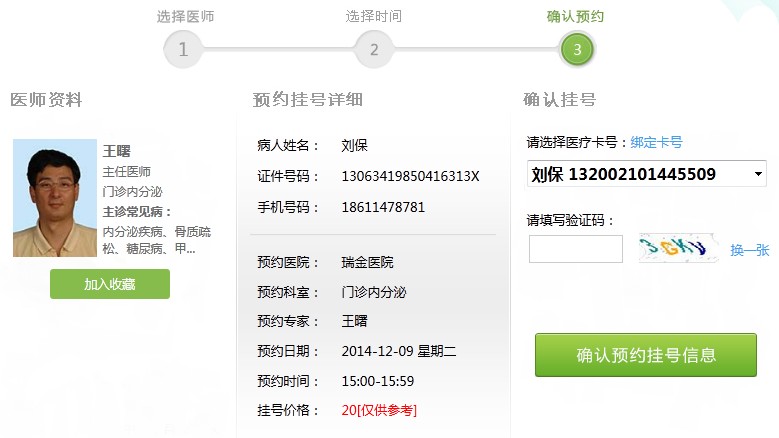 选择医师
选择时间
确认预约
1
2
3
医师资料
王曙
主任医师
门诊内分泌
主诊常见病：
内分泌疾病、骨质疏
松、糖尿病、甲...
加入收藏
预约挂号详细
病人姓名： 刘保
证件号码： 13063419850416313X
手机号码： 18611478781
预约医院： 瑞金医院
预约科室： 门诊内分泌
预约专家： 王曙
预约日期： 2014-12-09 星期二
预约时间： 15:00-15:59
挂号价格： 20[仅供参考]
确认挂号
请选择医疗卡号：绑定卡号
刘保 132002101445509
请填写验证码：
换一张
确认预约挂号信息